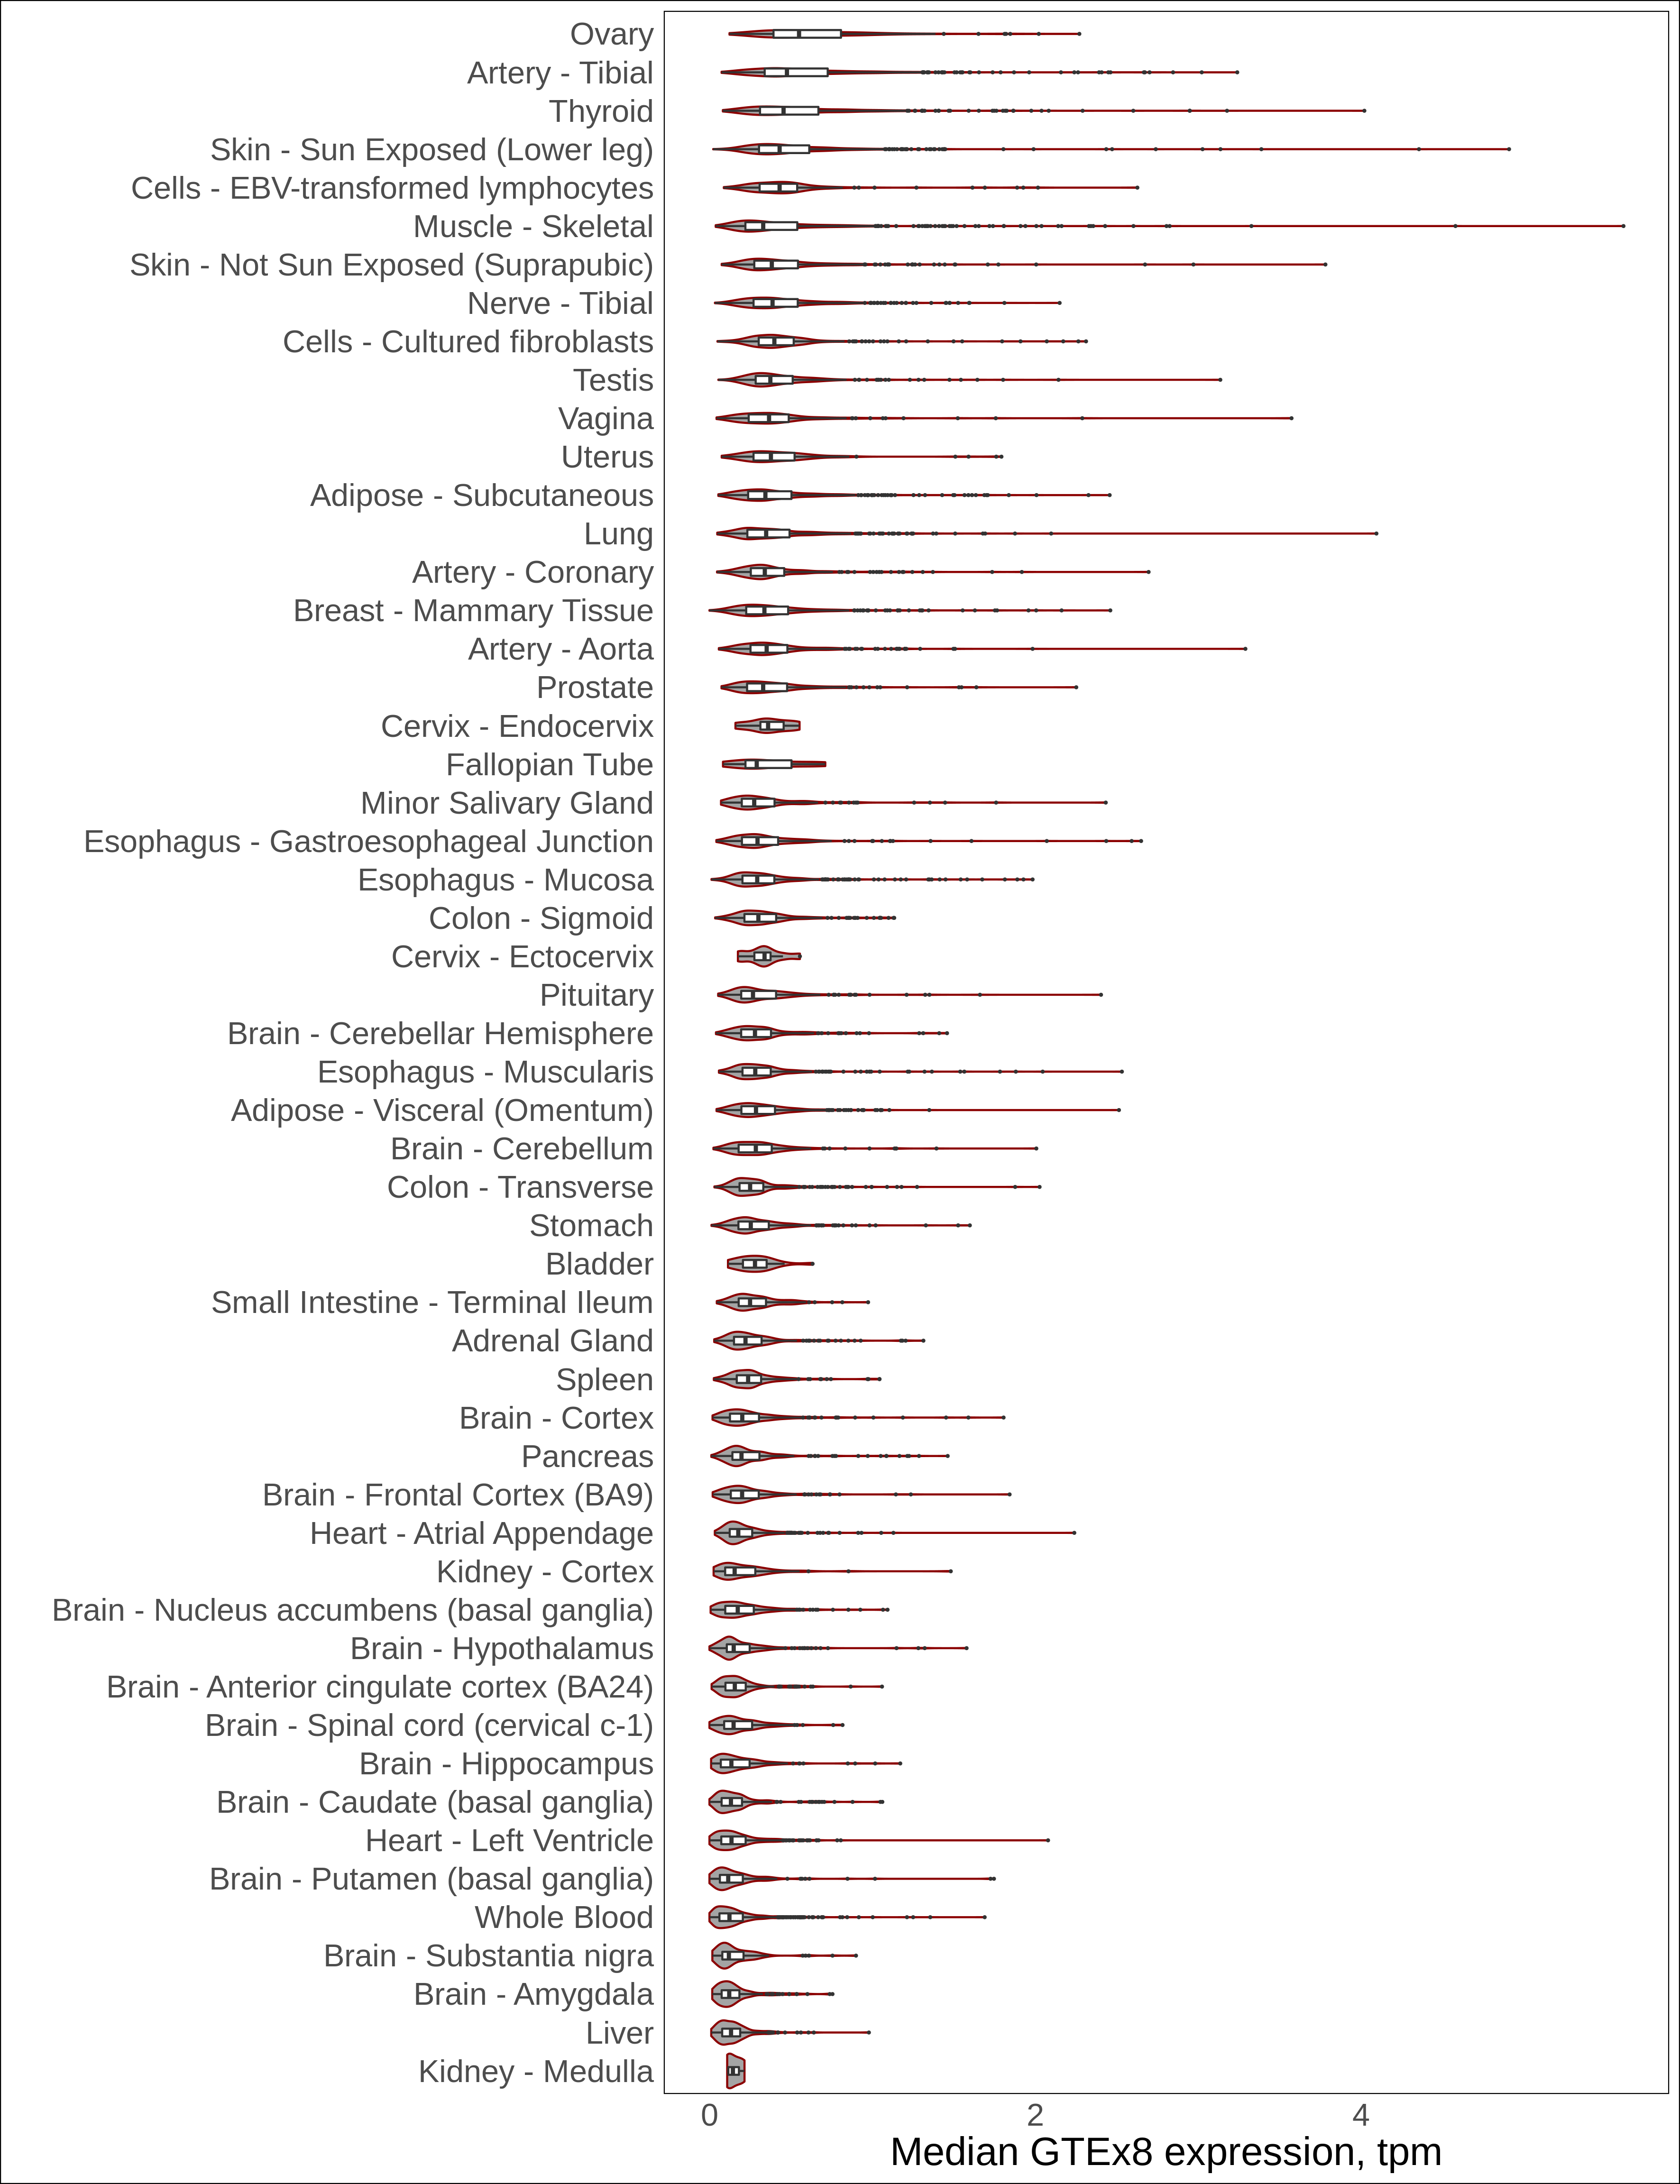 Ovary
Artery - Tibial
Thyroid
Skin - Sun Exposed (Lower leg)
Cells - EBV-transformed lymphocytes
Muscle - Skeletal
Skin - Not Sun Exposed (Suprapubic)
Nerve - Tibial
Cells - Cultured fibroblasts
Testis
Vagina
Uterus
Adipose - Subcutaneous
Lung
Artery - Coronary
Breast - Mammary Tissue
Artery - Aorta
Prostate
Cervix - Endocervix
Fallopian Tube
Minor Salivary Gland
Esophagus - Gastroesophageal Junction
Esophagus - Mucosa
Colon - Sigmoid
Cervix - Ectocervix
Pituitary
Brain - Cerebellar Hemisphere
Esophagus - Muscularis
Adipose - Visceral (Omentum)
Brain - Cerebellum
Colon - Transverse
Stomach
Bladder
Small Intestine - Terminal Ileum
Adrenal Gland
Spleen
Brain - Cortex
Pancreas
Brain - Frontal Cortex (BA9)
Heart - Atrial Appendage
Kidney - Cortex
Brain - Nucleus accumbens (basal ganglia)
Brain - Hypothalamus
Brain - Anterior cingulate cortex (BA24)
Brain - Spinal cord (cervical c-1)
Brain - Hippocampus
Brain - Caudate (basal ganglia)
Heart - Left Ventricle
Brain - Putamen (basal ganglia)
Whole Blood
Brain - Substantia nigra
Brain - Amygdala
Liver
Kidney - Medulla
0 2 4
Median GTEx8 expression, tpm